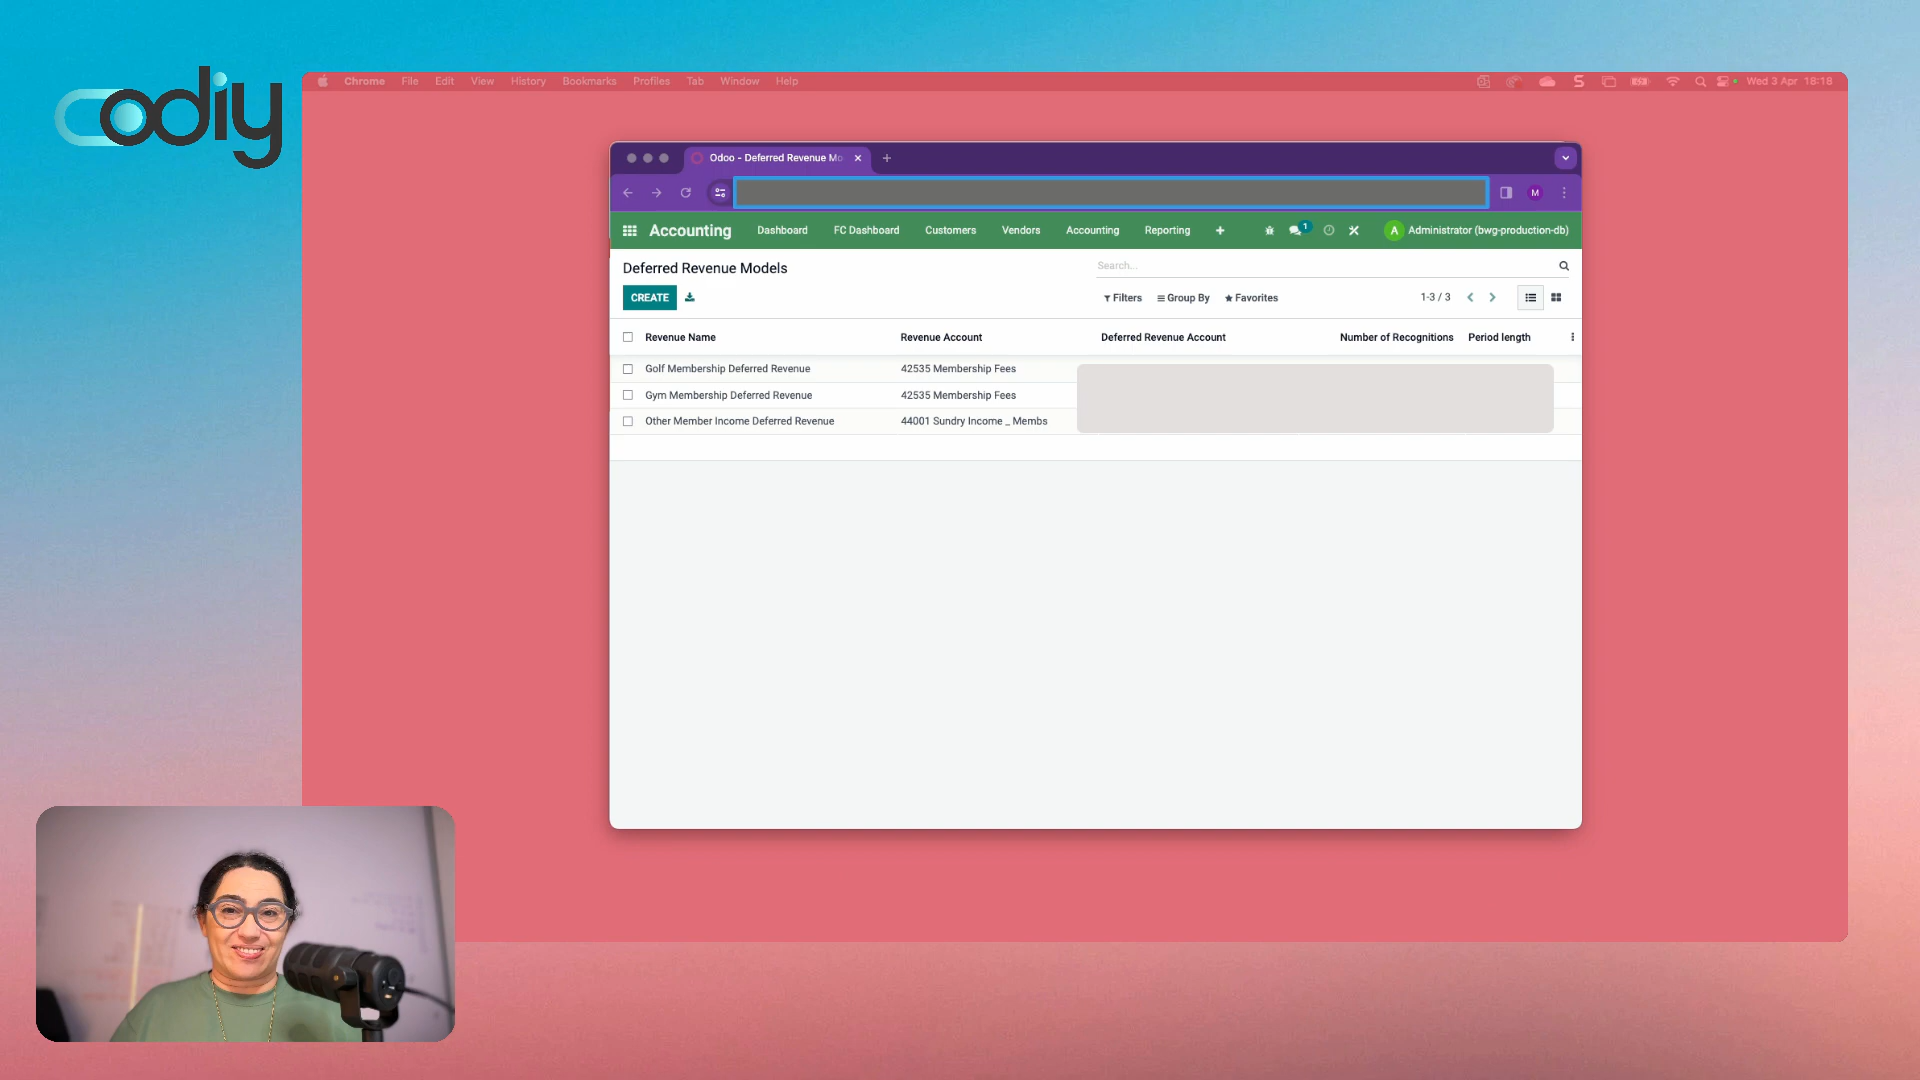 odiy
Chrome File Edit View History Bookmarks Profiles Tab Window Help
Wed 3 Apr 18:18
Odoo - Deferred Revenue Mo
M
Accounting Dashboard FC Dashboard Customers Vendors Accounting Reporting
1
A Administrator (bwg-production-db)
Deferred Revenue Models
Search...
CREATE
Filters Group By Favorites
1-3 / 3
Revenue Name Revenue Account Deferred Revenue Account Number of Recognitions Period length
Golf Membership Deferred Revenue 42535 Membership Fees
Gym Membership Deferred Revenue 42535 Membership Fees
Other Member Income Deferred Revenue 44001 Sundry Income _ Membs